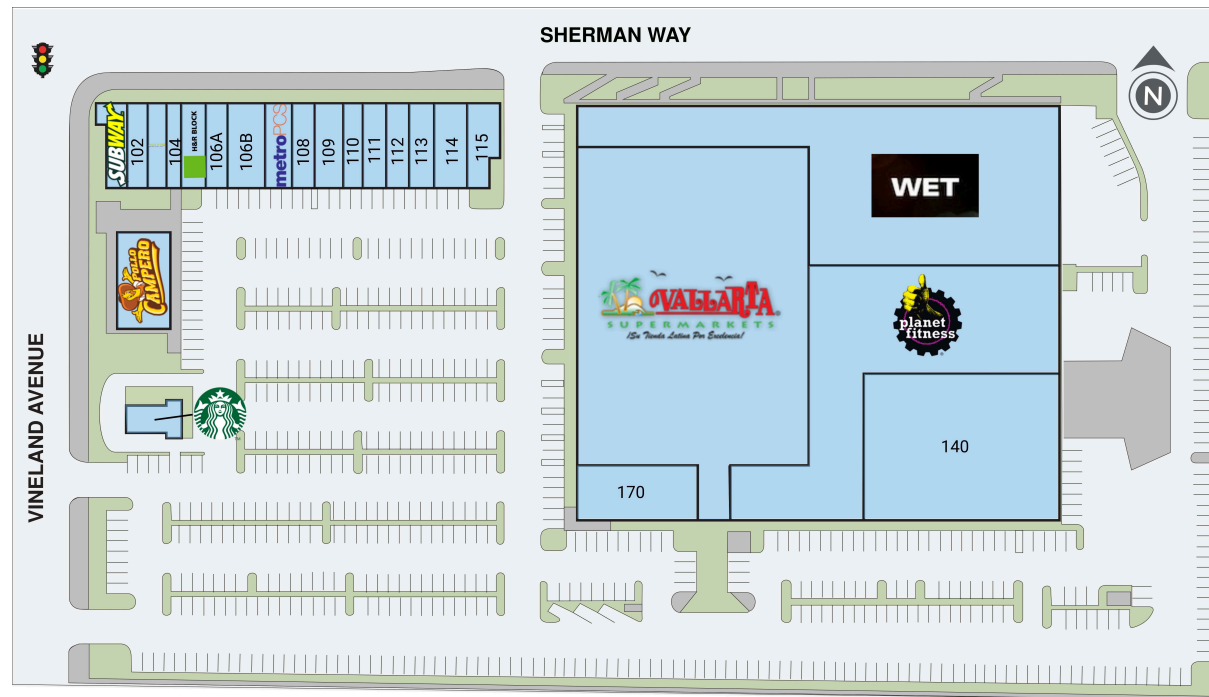 SHERMAN WAY
N
SUBWAY
102
104
H&R BLOCK
106A
106B
metroPCS
108
109
110
111
112
113
114
115
WET
POLLO
CAMPERO
VALLARTA
SUPERMARKETS
¡Su Tienda Latina Por Excelencia!
planet
fitness
VINELAND AVENUE
140
170